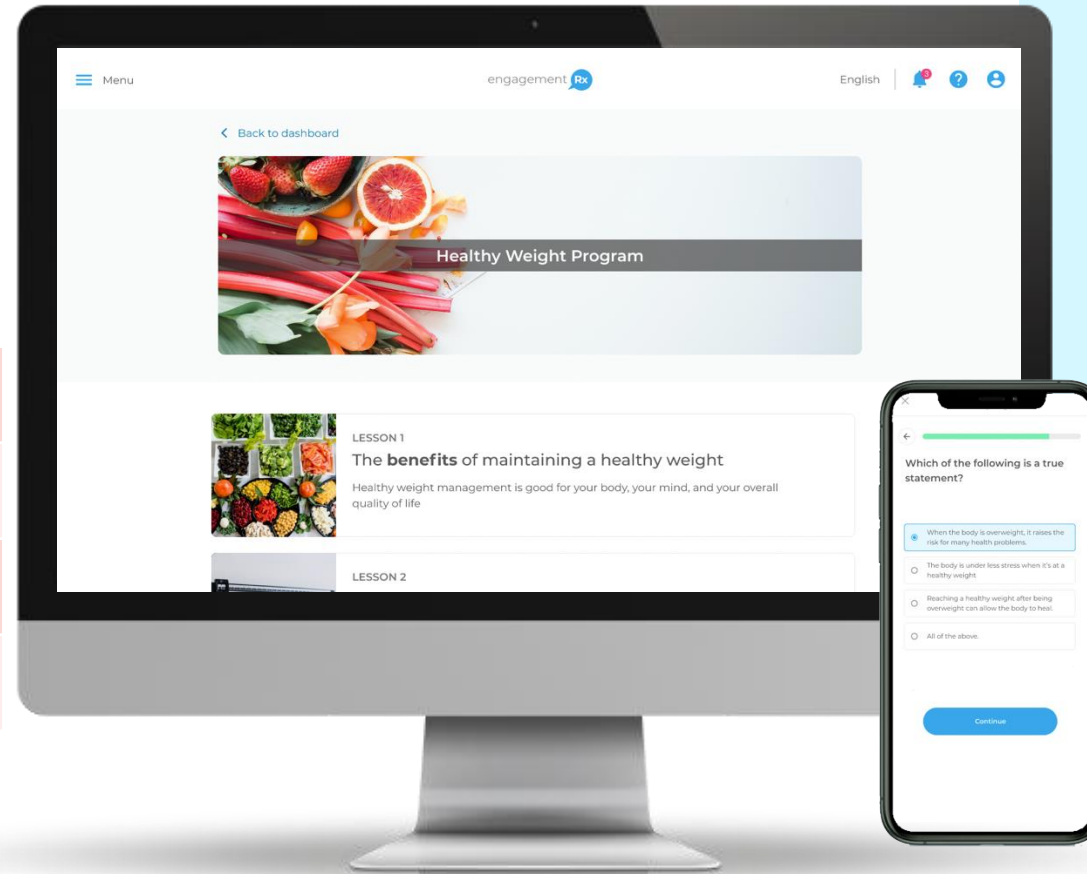 Menu
engagement Rx
English
3
?
Back to dashboard
Healthy Weight Program
LESSON 1
The benefits of maintaining a healthy weight
Healthy weight management is good for your body, your mind, and your overall
quality of life
LESSON 2
Which of the following is a true
statement?
When the body is overweight, it raises the
risk for many health problems.
The body is under less stress when it's at a
healthy weight
Reaching a healthy weight after being
overweight can allow the body to heal.
All of the above.
Continue